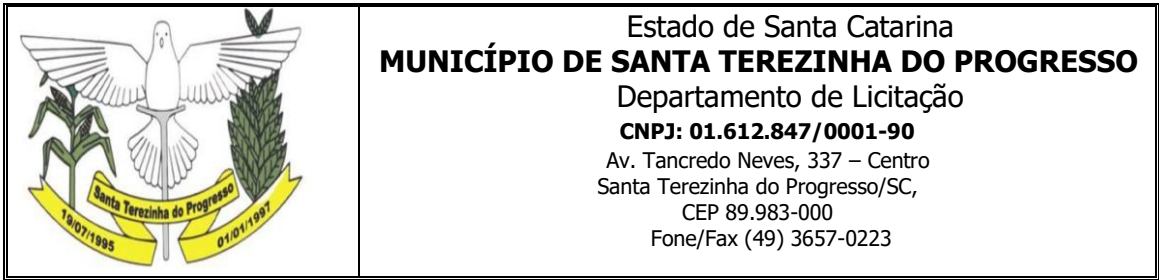 Santa Terezinha do Progresso
19/07/1995
01/01/1997
Estado de Santa Catarina
MUNICÍPIO DE SANTA TEREZINHA DO PROGRESSO
Departamento de Licitação
CNPJ: 01.612.847/0001-90
Av. Tancredo Neves, 337 – Centro
Santa Terezinha do Progresso/SC,
CEP 89.983-000
Fone/Fax (49) 3657-0223